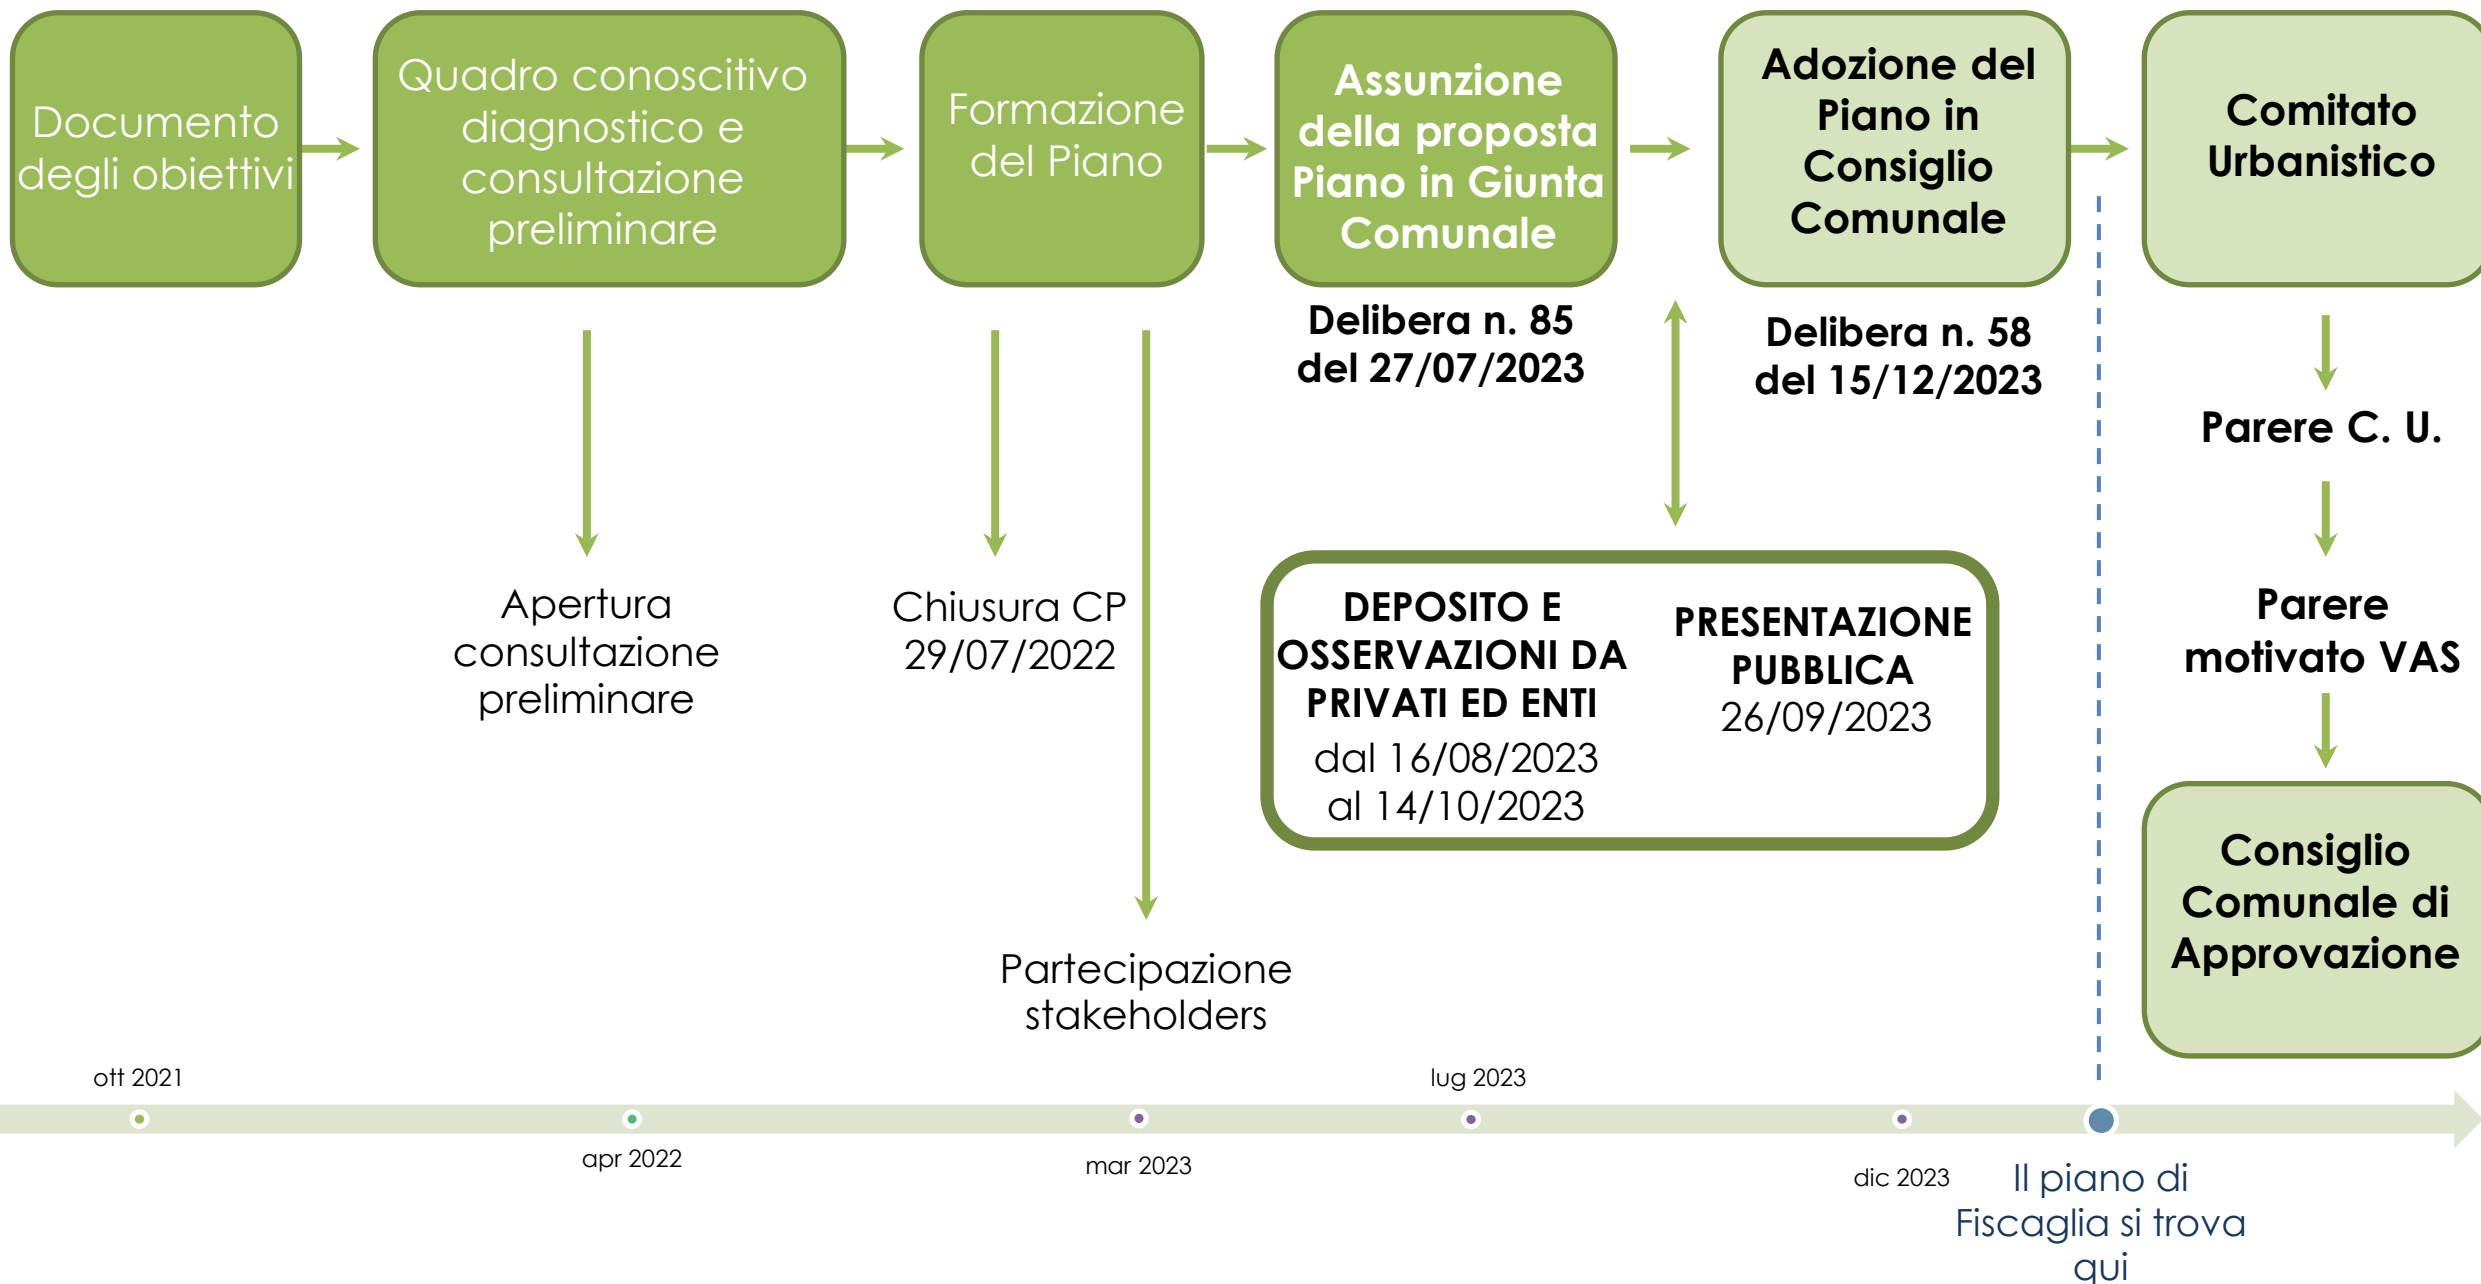 Documento
degli obiettivi
Quadro conoscitivo
diagnostico e
consultazione
preliminare
Formazione
del Piano
Assunzione
della proposta
Piano in Giunta
Comunale
Adozione del
Piano in
Consiglio
Comunale
Comitato
Urbanistico
Delibera n. 85
del 27/07/2023
Delibera n. 58
del 15/12/2023
Parere C. U.
Apertura
consultazione
preliminare
Chiusura CP
29/07/2022
DEPOSITO E
OSSERVAZIONI DA
PRIVATI ED ENTI
dal 16/08/2023
al 14/10/2023
PRESENTAZIONE
PUBBLICA
26/09/2023
Parere
motivato VAS
Partecipazione
stakeholders
Consiglio
Comunale di
Approvazione
ott 2021
apr 2022
mar 2023
lug 2023
dic 2023
Il piano di
Fiscaglia si trova
qui